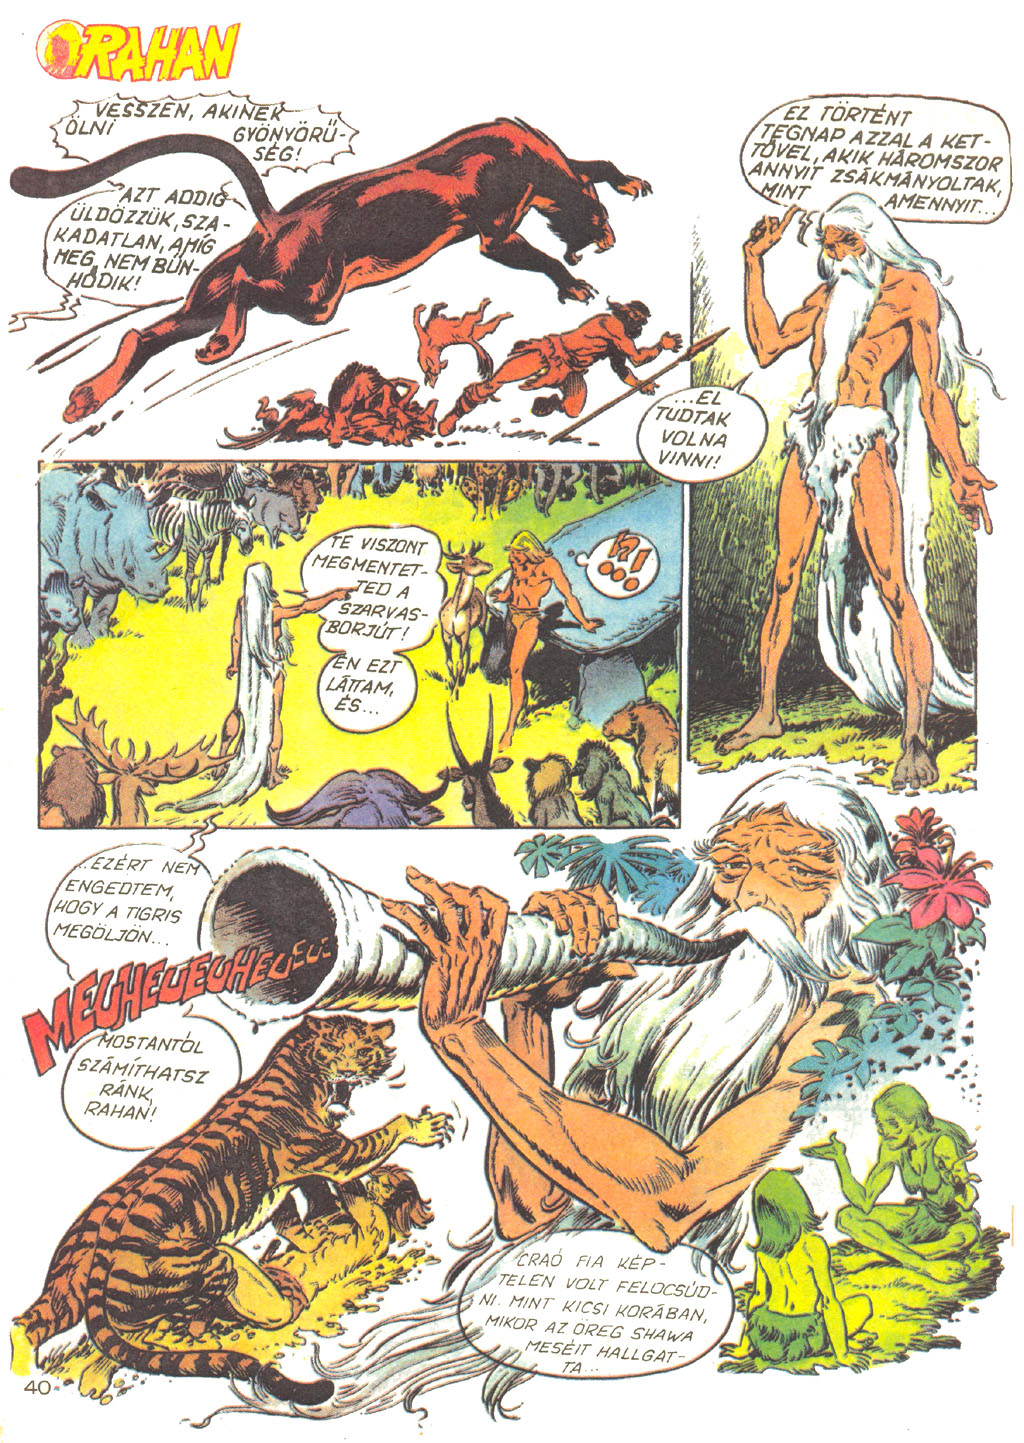 RAHAN
VESSZEN, AKINEK
ÖLNI GYÖNYÖRŰ-
SÉG!
AZT ADDIG
ÜLDÖZZÜK, SZA-
KADATLAN, AMÍG
MEG NEM BŰN-
HŐDIK!
EZ TÖRTÉNT
TEGNAP AZZAL A KET-
TŐVEL, AKIK HÁROMSZOR
ANNYIT ZSÁKMÁNYOLTAK,
MINT AMENNYIT...
...EL
TUDTAK
VOLNA
VINNI!
TE VISZONT
MEGMENTET-
TED A
SZARVAS-
BORJÚT!
ÉN EZT
LÁTTAM,
ÉS...
?!
...
...EZÉRT NEM
ENGEDTEM,
HOGY A TIGRIS
MEGÖLJÖN...
MEUHEUEUHEUEU-
MOSTANTÓL
SZÁMÍTHATSZ
RÁNK,
RAHAN!
CRAÓ FIA KÉP-
TELEN VOLT FELOCSÚD-
NI. MINT KICSI KORÁBAN,
MIKOR AZ ÖREG SHAWA
MESÉIT HALLGAT-
TA...
40